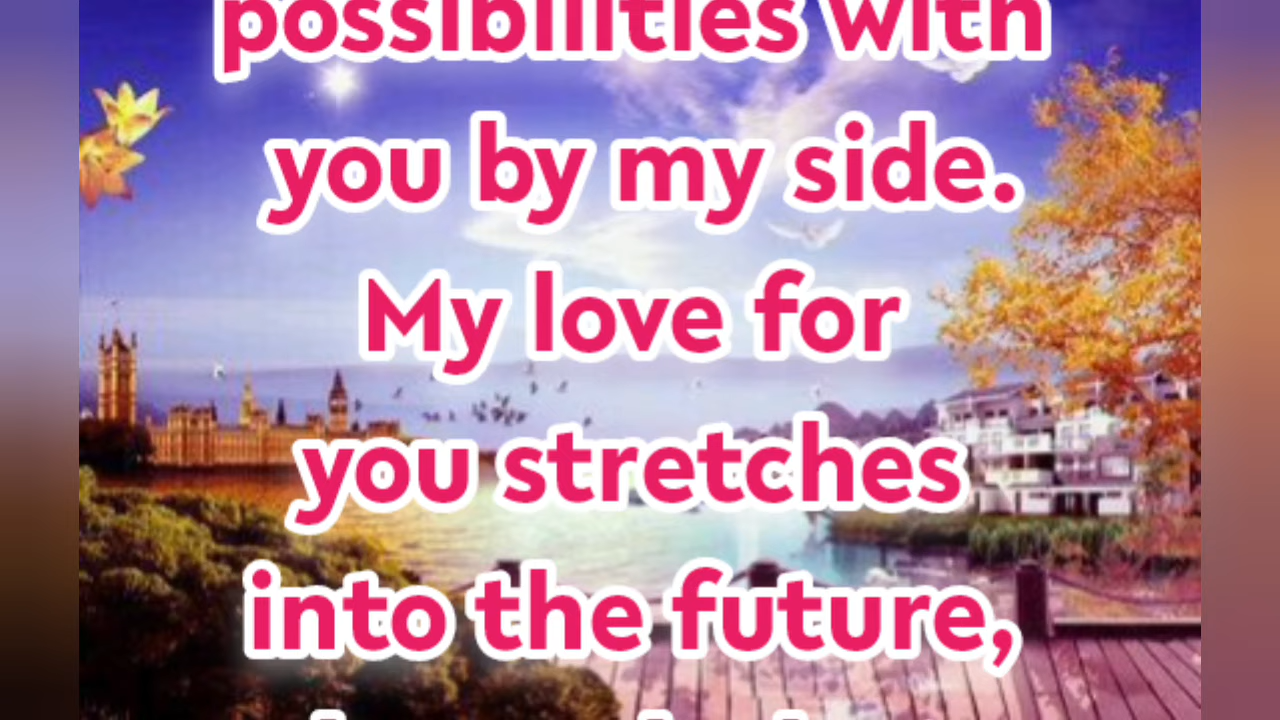 possibilities with
you by my side.
My love for
you stretches
into the future,